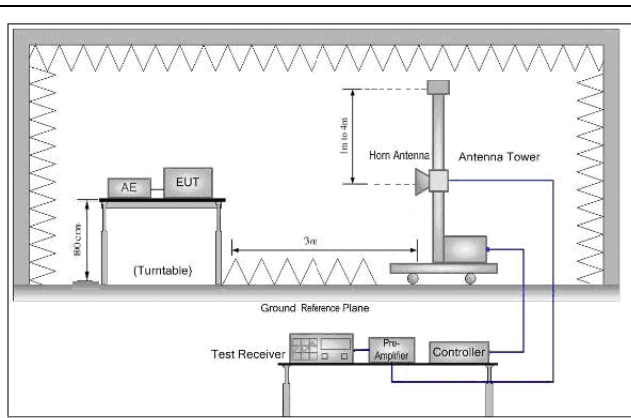 1m to 4m
Horn Antenna
Antenna Tower
AE
EUT
80cm
3m
(Turntable)
Ground Reference Plane
Test Receiver
Pre-
Amplifier
Controller